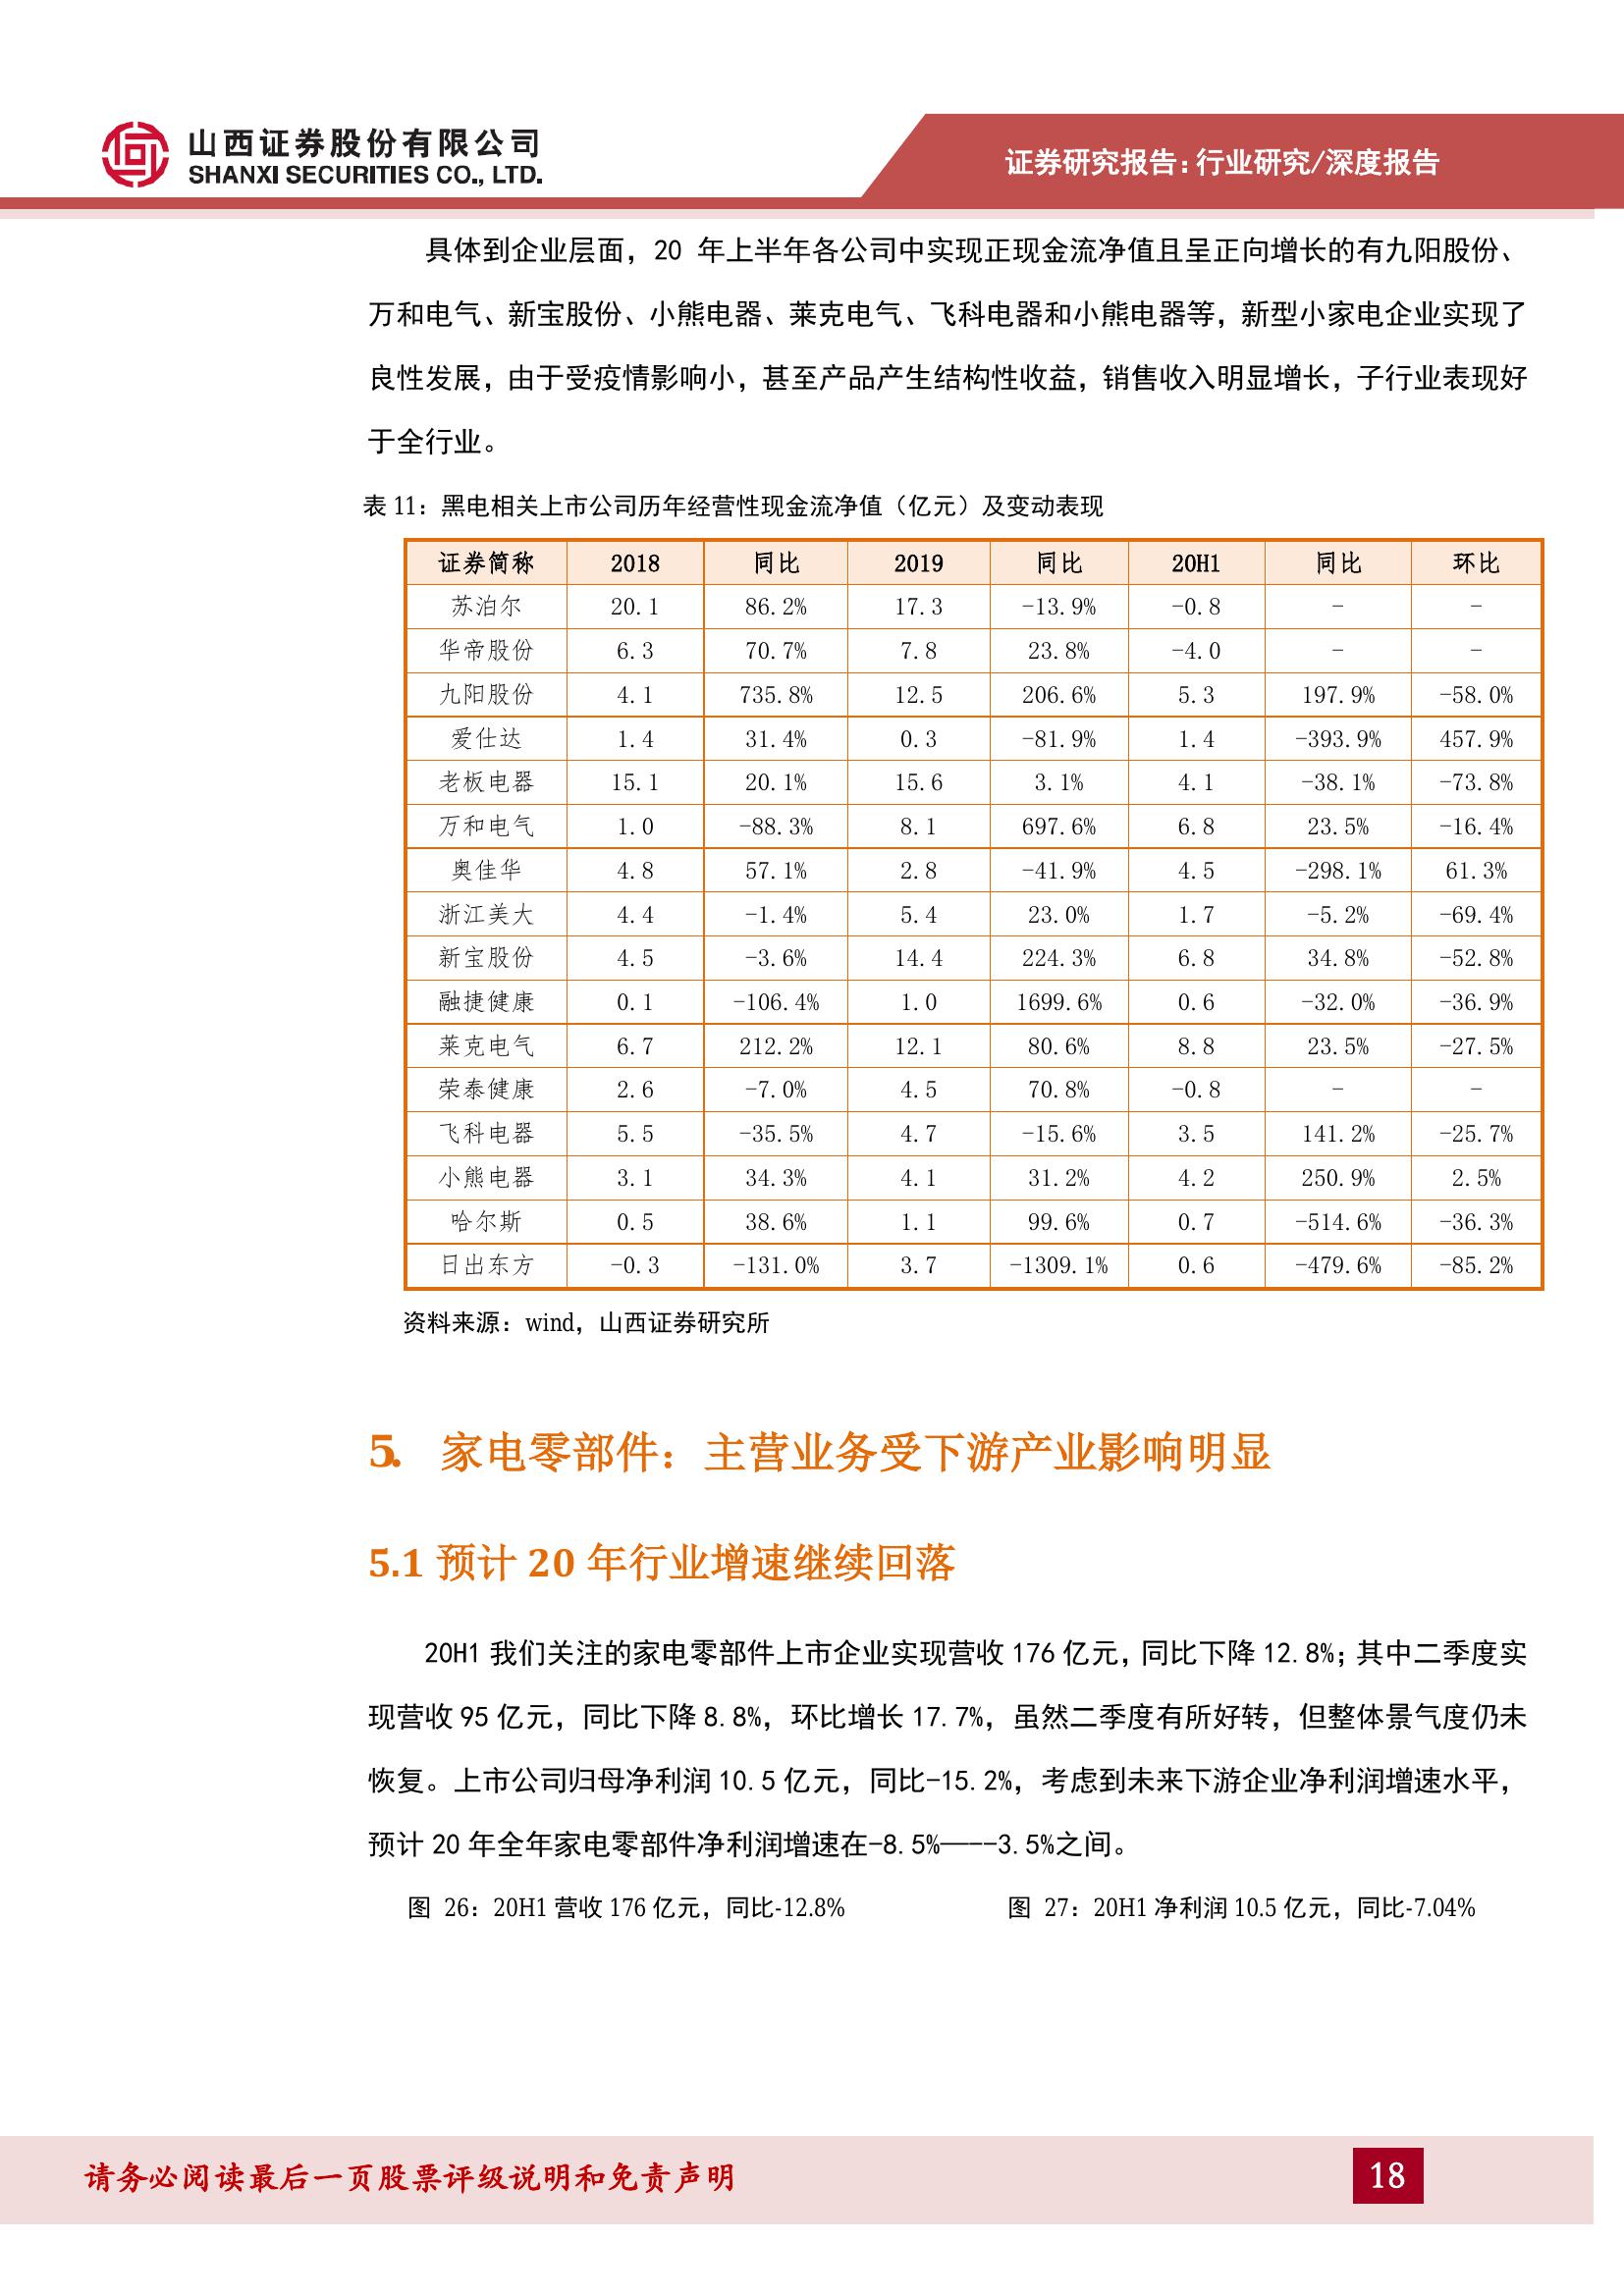 山西证券股份有限公司
SHANXI SECURITIES CO., LTD.
证券研究报告：行业研究/深度报告
具体到企业层面，20 年上半年各公司中实现正现金流净值且呈正向增长的有九阳股份、
万和电气、新宝股份、小熊电器、莱克电气、飞科电器和小熊电器等，新型小家电企业实现了
良性发展，由于受疫情影响小，甚至产品产生结构性收益，销售收入明显增长，子行业表现好
于全行业。
表 11：黑电相关上市公司历年经营性现金流净值（亿元）及变动表现
证券简称 2018 同比 2019 同比 20H1 同比 环比
苏泊尔 20.1 86.2% 17.3 -13.9% -0.8 - -
华帝股份 6.3 70.7% 7.8 23.8% -4.0 - -
九阳股份 4.1 735.8% 12.5 206.6% 5.3 197.9% -58.0%
爱仕达 1.4 31.4% 0.3 -81.9% 1.4 -393.9% 457.9%
老板电器 15.1 20.1% 15.6 3.1% 4.1 -38.1% -73.8%
万和电气 1.0 -88.3% 8.1 697.6% 6.8 23.5% -16.4%
奥佳华 4.8 57.1% 2.8 -41.9% 4.5 -298.1% 61.3%
浙江美大 4.4 -1.4% 5.4 23.0% 1.7 -5.2% -69.4%
新宝股份 4.5 -3.6% 14.4 224.3% 6.8 34.8% -52.8%
融捷健康 0.1 -106.4% 1.0 1699.6% 0.6 -32.0% -36.9%
莱克电气 6.7 212.2% 12.1 80.6% 8.8 23.5% -27.5%
荣泰健康 2.6 -7.0% 4.5 70.8% -0.8 - -
飞科电器 5.5 -35.5% 4.7 -15.6% 3.5 141.2% -25.7%
小熊电器 3.1 34.3% 4.1 31.2% 4.2 250.9% 2.5%
哈尔斯 0.5 38.6% 1.1 99.6% 0.7 -514.6% -36.3%
日出东方 -0.3 -131.0% 3.7 -1309.1% 0.6 -479.6% -85.2%
资料来源：wind，山西证券研究所
5. 家电零部件：主营业务受下游产业影响明显
5.1 预计 20 年行业增速继续回落
20H1 我们关注的家电零部件上市企业实现营收 176 亿元，同比下降 12.8%；其中二季度实
现营收 95 亿元，同比下降 8.8%，环比增长 17.7%，虽然二季度有所好转，但整体景气度仍未
恢复。上市公司归母净利润 10.5 亿元，同比-15.2%，考虑到未来下游企业净利润增速水平，
预计 20 年全年家电零部件净利润增速在-8.5%——-3.5%之间。
图 26：20H1 营收 176 亿元，同比-12.8% 图 27：20H1 净利润 10.5 亿元，同比-7.04%
请务必阅读最后一页股票评级说明和免责声明 18